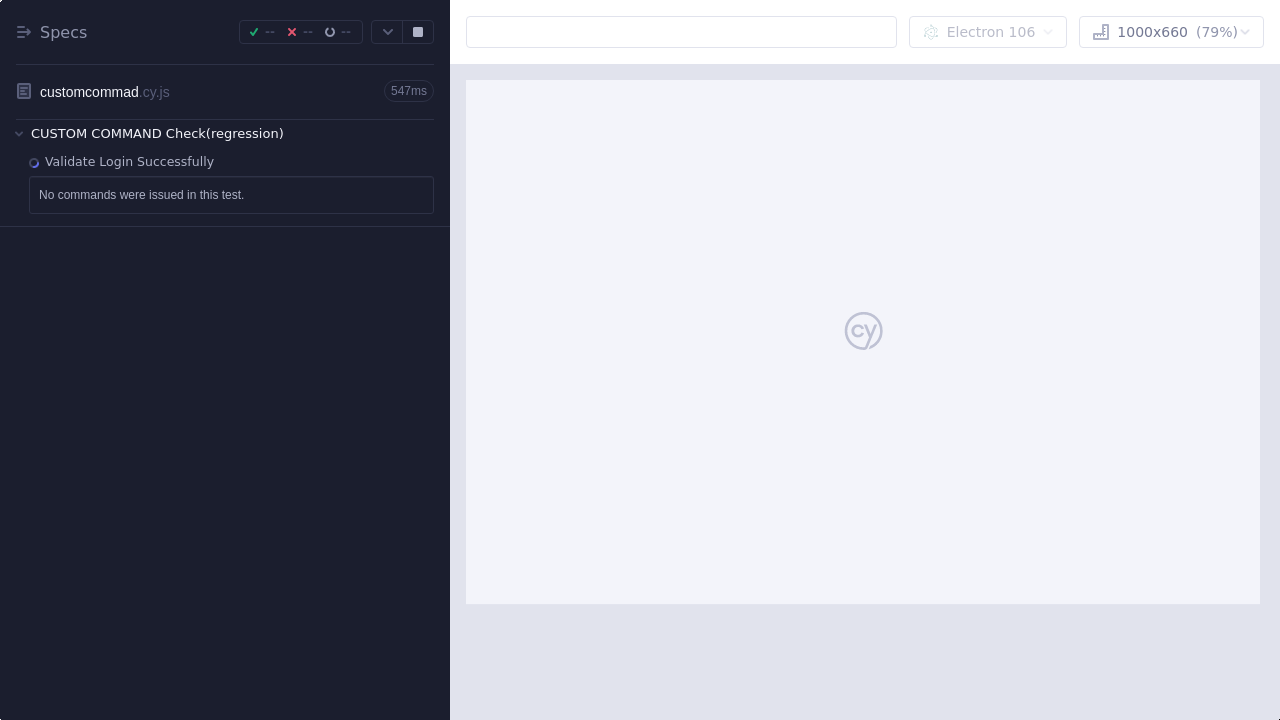 Specs
--
--
--
Electron 106
1000x660 (79%)
customcommad.cy.js
547ms
CUSTOM COMMAND Check(regression)
Validate Login Successfully
No commands were issued in this test.
cy